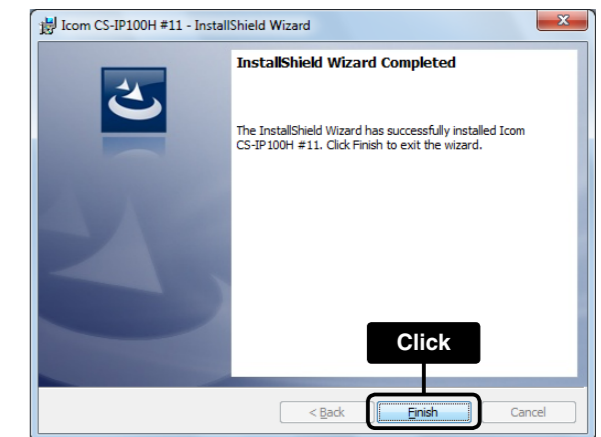 Icom CS-IP100H #11 - InstallShield Wizard
InstallShield Wizard Completed
The InstallShield Wizard has successfully installed Icom
CS-IP100H #11. Click Finish to exit the wizard.
Click
< Back
Finish
Cancel